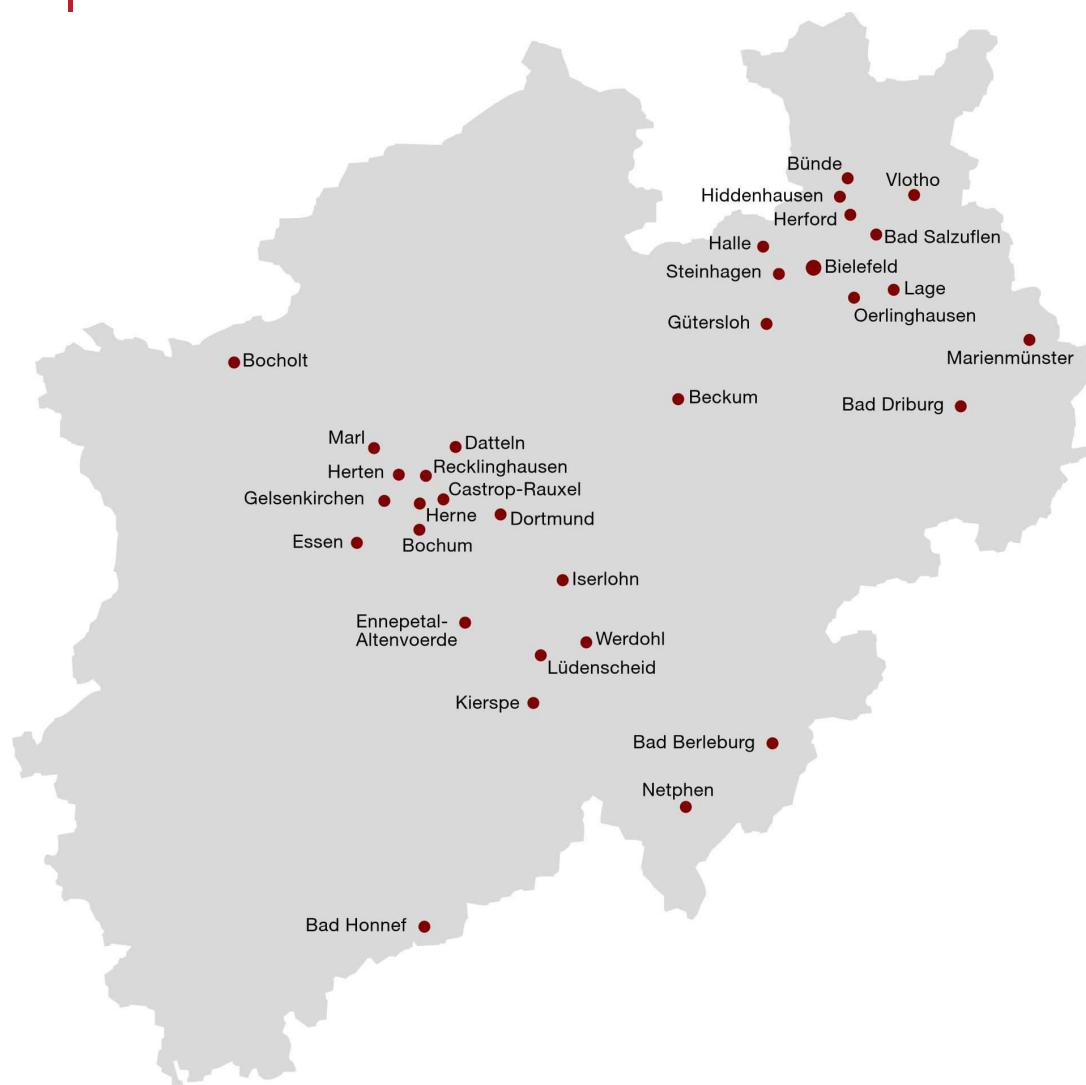 Bünde
Vlotho
Hiddenhausen
Herford
Bad Salzuflen
Halle
Bielefeld
Steinhagen
Lage
Oerlinghausen
Gütersloh
Marienmünster
Bocholt
Beckum
Bad Driburg
Marl
Datteln
Herten
Recklinghausen
Gelsenkirchen
Castrop-Rauxel
Herne
Dortmund
Essen
Bochum
Iserlohn
Ennepetal-
Altenvoerde
Werdohl
Lüdenscheid
Kierspe
Bad Berleburg
Netphen
Bad Honnef